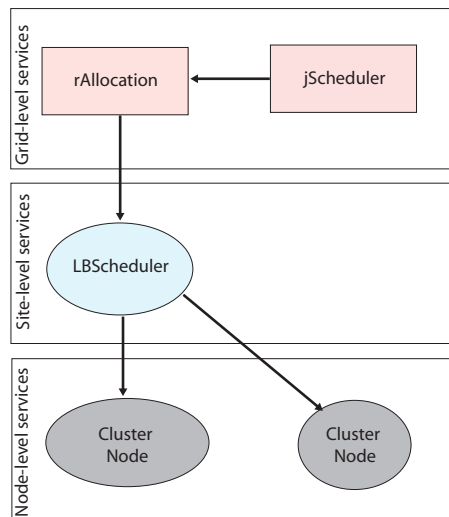 Grid-level services
rAllocation
jScheduler
Site-level services
LBScheduler
Node-level services
Cluster
Node
Cluster
Node